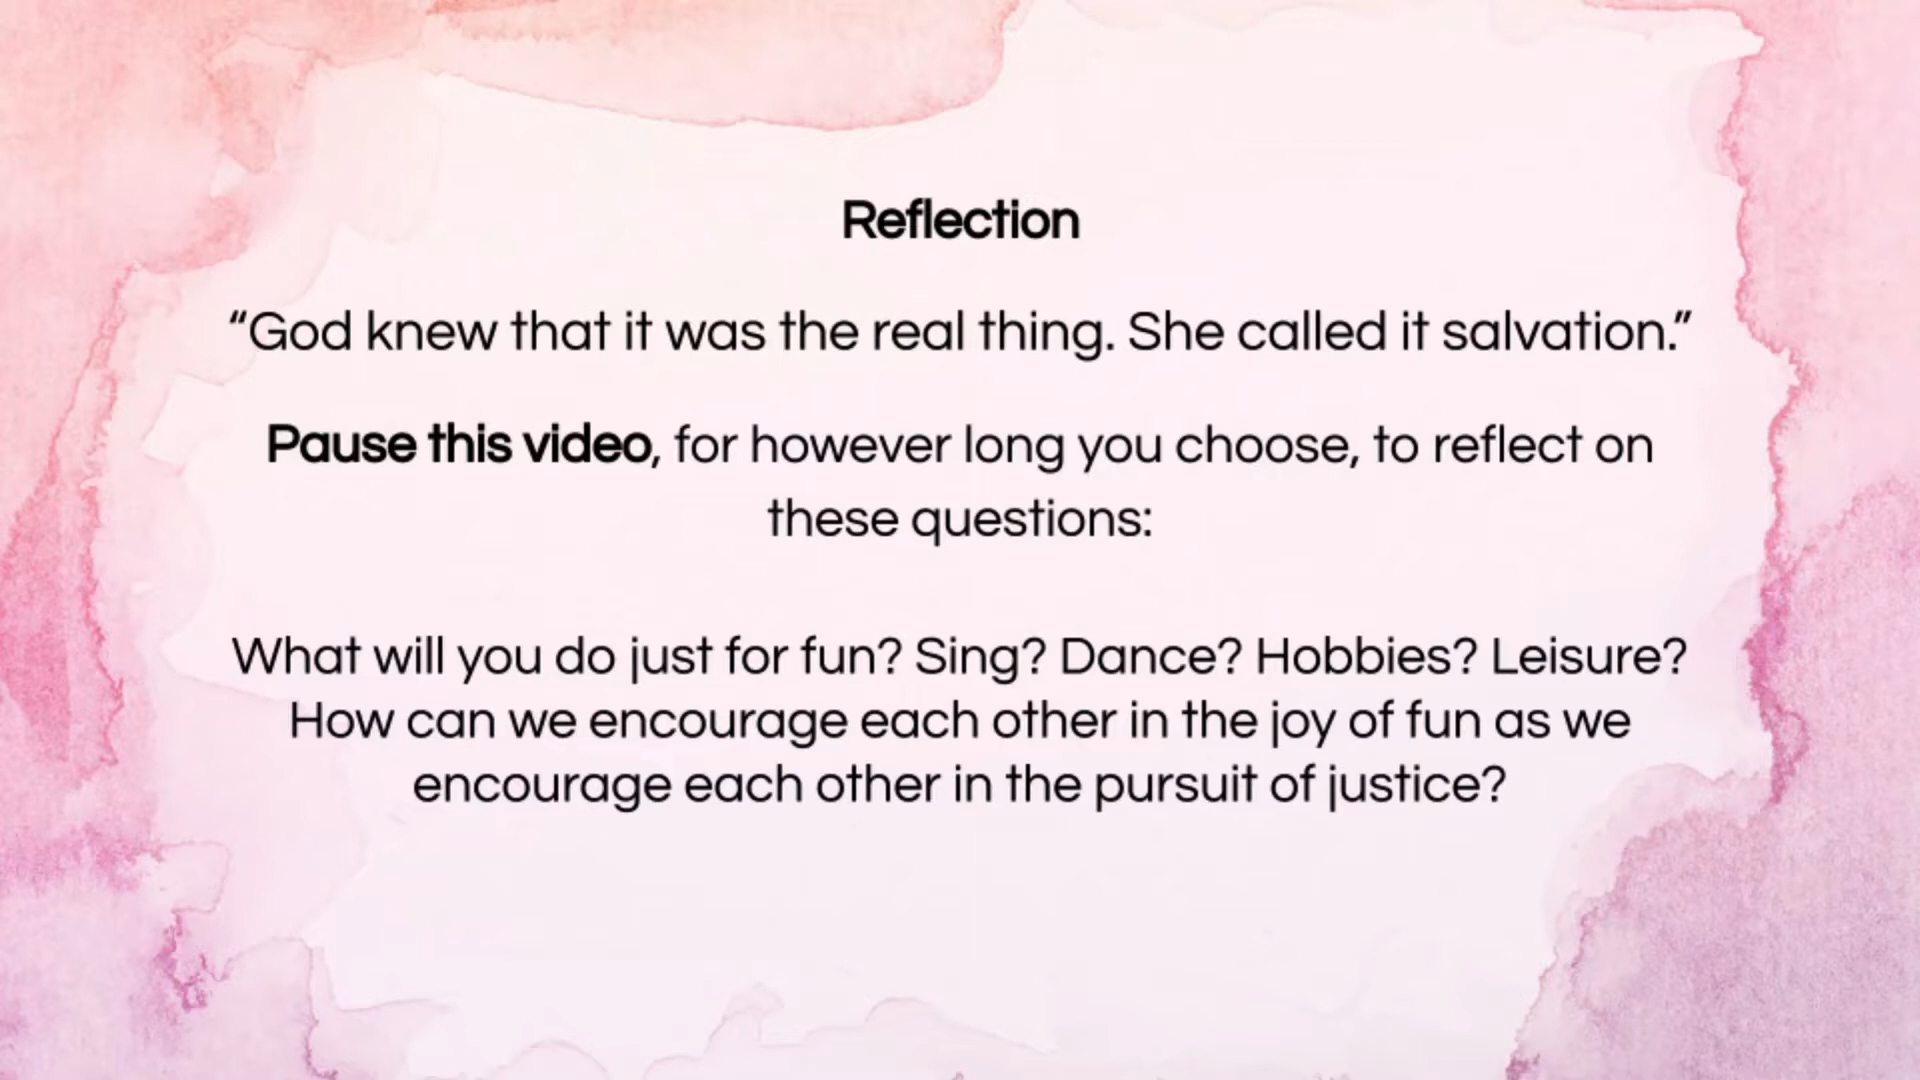 Reflection
“God knew that it was the real thing. She called it salvation.”
Pause this video, for however long you choose, to reflect on
these questions:
What will you do just for fun? Sing? Dance? Hobbies? Leisure?
How can we encourage each other in the joy of fun as we
encourage each other in the pursuit of justice?